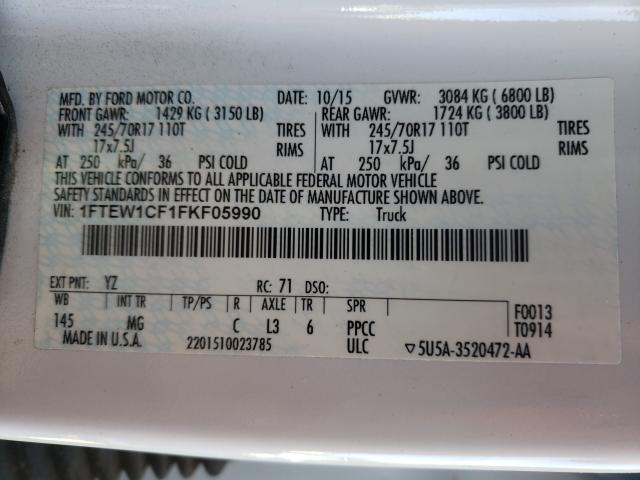 MFD. BY FORD MOTOR CO. DATE: 10/15 GVWR: 3084 KG ( 6800 LB)
FRONT GAWR: 1429 KG ( 3150 LB) REAR GAWR: 1724 KG ( 3800 LB)
WITH 245/70R17 110T TIRES WITH 245/70R17 110T TIRES
17x7.5J RIMS 17x7.5J RIMS
AT 250 kPa/ 36 PSI COLD AT 250 kPa/ 36 PSI COLD
THIS VEHICLE CONFORMS TO ALL APPLICABLE FEDERAL MOTOR VEHICLE
SAFETY STANDARDS IN EFFECT ON THE DATE OF MANUFACTURE SHOWN ABOVE.
VIN: 1FTEW1CF1FKF05990 TYPE: Truck
EXT PNT: YZ RC: 71 DSO:
WB INT TR TP/PS R AXLE TR SPR F0013
145 MG C L3 6 PPCC T0914
MADE IN U.S.A. 2201510023785 ULC ▽5U5A-3520472-AA